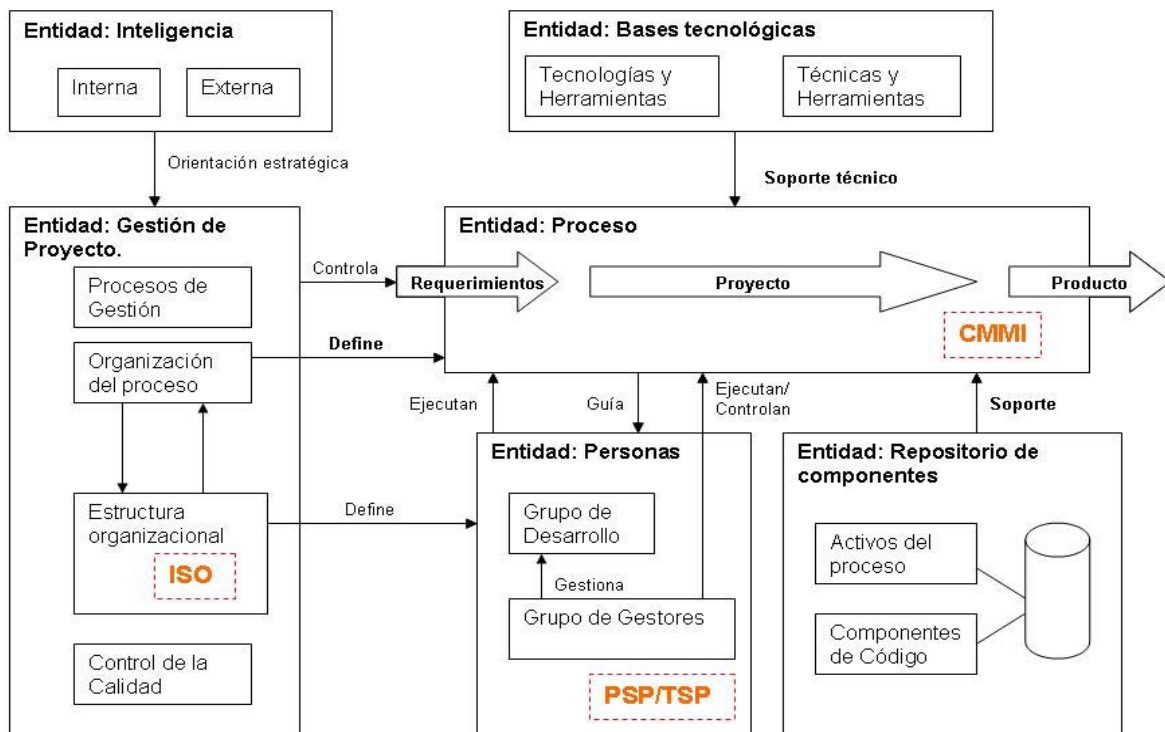 Entidad: Inteligencia
Interna
Externa
Entidad: Bases tecnológicas
Tecnologías y
Herramientas
Técnicas y
Herramientas
Orientación estratégica
Soporte técnico
Entidad: Gestión de
Proyecto.
Procesos de
Gestión
Organización
del proceso
Estructura
organizacional
ISO
Control de la
Calidad
Controla
Define
Define
Entidad: Proceso
Requerimientos
Proyecto
Producto
CMMI
Ejecutan
Guía
Ejecutan/
Controlan
Soporte
Entidad: Personas
Grupo de
Desarrollo
Gestiona
Grupo de Gestores
PSP/TSP
Entidad: Repositorio de
componentes
Activos del
proceso
Componentes
de Código